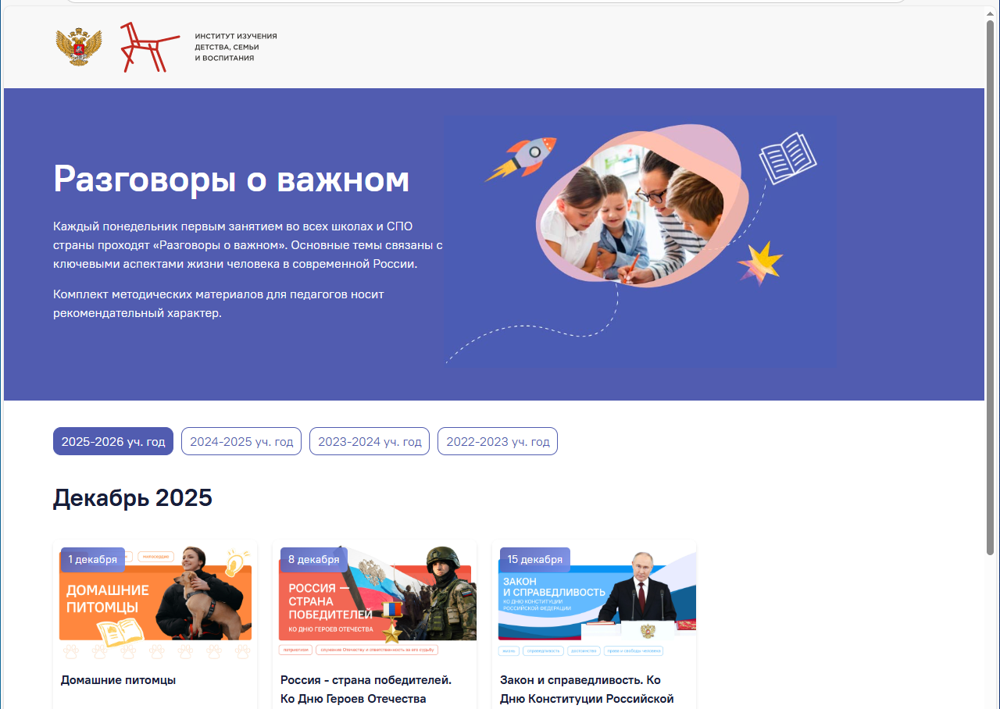 ИНСТИТУТ ИЗУЧЕНИЯ
ДЕТСТВА, СЕМЬИ
И ВОСПИТАНИЯ
Разговоры о важном
Каждый понедельник первым занятием во всех школах и СПО
страны проходят «Разговоры о важном». Основные темы связаны с
ключевыми аспектами жизни человека в современной России.
Комплект методических материалов для педагогов носит
рекомендательный характер.
2025-2026 уч. год
2024-2025 уч. год
2023-2024 уч. год
2022-2023 уч. год
Декабрь 2025
1 декабря
милосердие
ДОМАШНИЕ
ПИТОМЦЫ
Домашние питомцы
8 декабря
РОССИЯ —
СТРАНА
ПОБЕДИТЕЛЕЙ
КО ДНЮ ГЕРОЕВ ОТЕЧЕСТВА
патриотизм
служение Отечеству и ответственность за его судьбу
Россия - страна победителей.
Ко Дню Героев Отечества
15 декабря
ЗАКОН
И СПРАВЕДЛИВОСТЬ
КО ДНЮ КОНСТИТУЦИИ
РОССИЙСКОЙ ФЕДЕРАЦИИ
жизнь
справедливость
достоинство
права и свободы человека
Закон и справедливость. Ко
Дню Конституции Российской